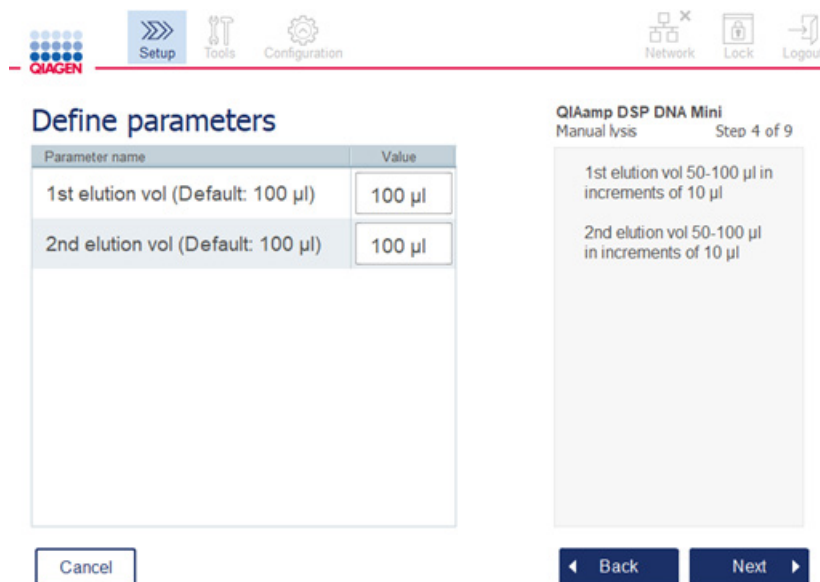 QIAGEN
Setup
Tools
Configuration
Network
Lock
Logout
Define parameters
Parameter name Value
1st elution vol (Default: 100 µl) 100 µl
2nd elution vol (Default: 100 µl) 100 µl
QIAamp DSP DNA Mini
Manual lysis Step 4 of 9
1st elution vol 50-100 µl in
increments of 10 µl
2nd elution vol 50-100 µl
in increments of 10 µl
Cancel
Back
Next